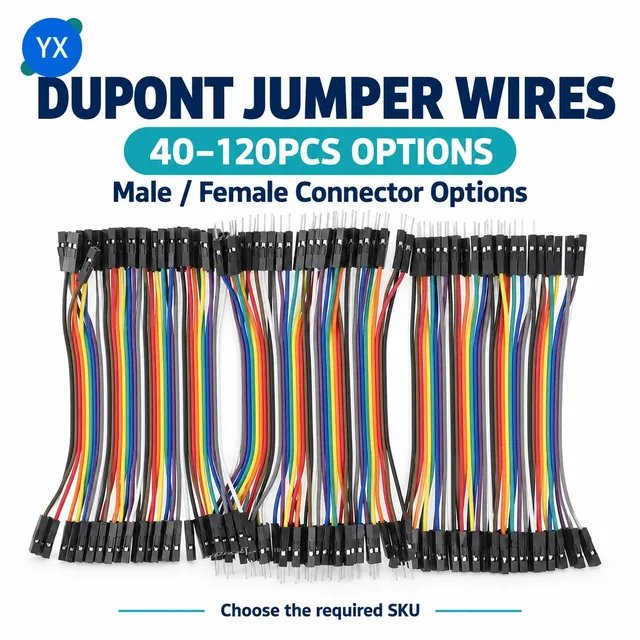 YX
DUPONT JUMPER WIRES
40–120PCS OPTIONS
Male / Female Connector Options
Choose the required SKU